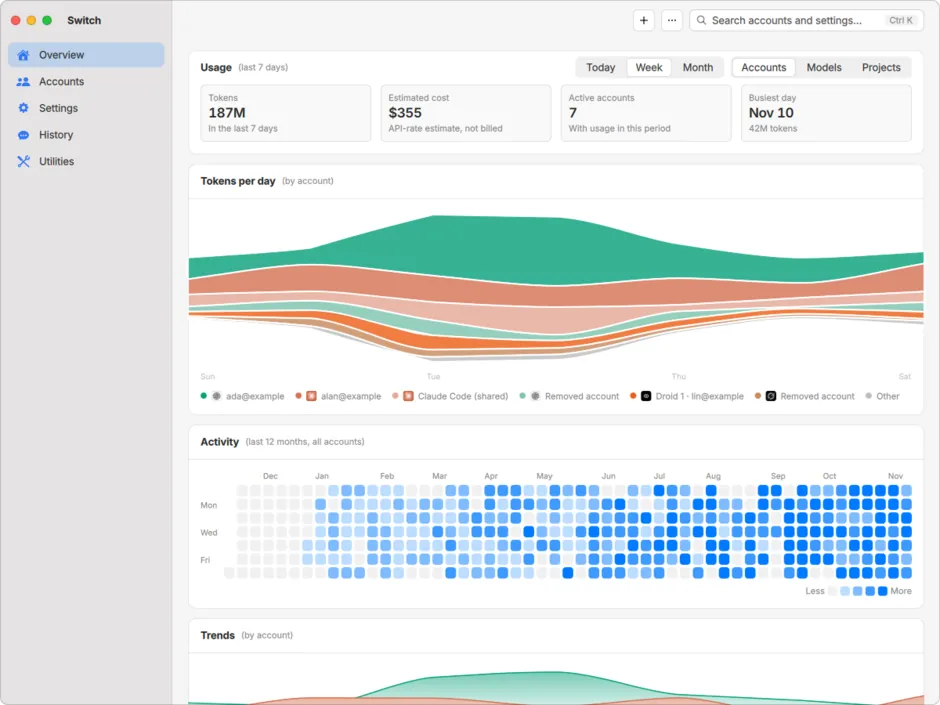 Switch
+ ... Search accounts and settings... Ctrl K
Overview
Accounts
Settings
History
Utilities
Usage (last 7 days)
Today Week Month Accounts Models Projects
Tokens
187M
In the last 7 days
Estimated cost
$355
API-rate estimate, not billed
Active accounts
7
With usage in this period
Busiest day
Nov 10
42M tokens
Tokens per day (by account)
Sun Tue Thu Sat
ada@example alan@example Claude Code (shared) Removed account Droid 1 · lin@example Removed account Other
Activity (last 12 months, all accounts)
Dec Jan Feb Mar Apr May Jun Jul Aug Sep Oct Nov
Mon
Wed
Fri
Less More
Trends (by account)